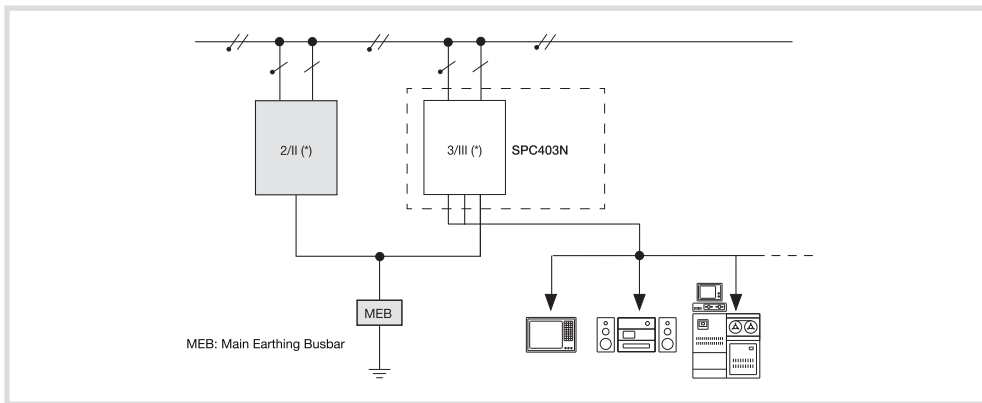 2/II (*)
3/III (*)
SPC403N
MEB
MEB: Main Earthing Busbar